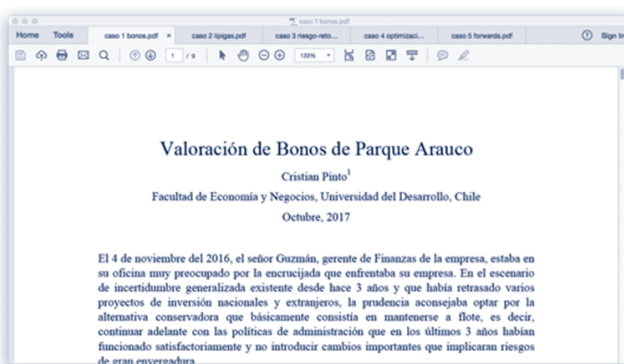 caso 1 bonos.pdf
Home Tools caso 1 bonos.pdf × caso 2 lipigas.pdf caso 3 riesgo-reto... caso 4 optimizaci... caso 5 forwards.pdf Sign In
1 / 9 133%
Valoración de Bonos de Parque Arauco
Cristian Pinto1
Facultad de Economía y Negocios, Universidad del Desarrollo, Chile
Octubre, 2017
El 4 de noviembre del 2016, el señor Guzmán, gerente de Finanzas de la empresa, estaba en
su oficina muy preocupado por la encrucijada que enfrentaba su empresa. En el escenario
de incertidumbre generalizada existente desde hace 3 años y que había retrasado varios
proyectos de inversión nacionales y extranjeros, la prudencia aconsejaba optar por la
alternativa conservadora que básicamente consistía en mantenerse a flote, es decir,
continuar adelante con las políticas de administración que en los últimos 3 años habían
funcionado satisfactoriamente y no introducir cambios importantes que implicaran riesgos
de gran envergadura